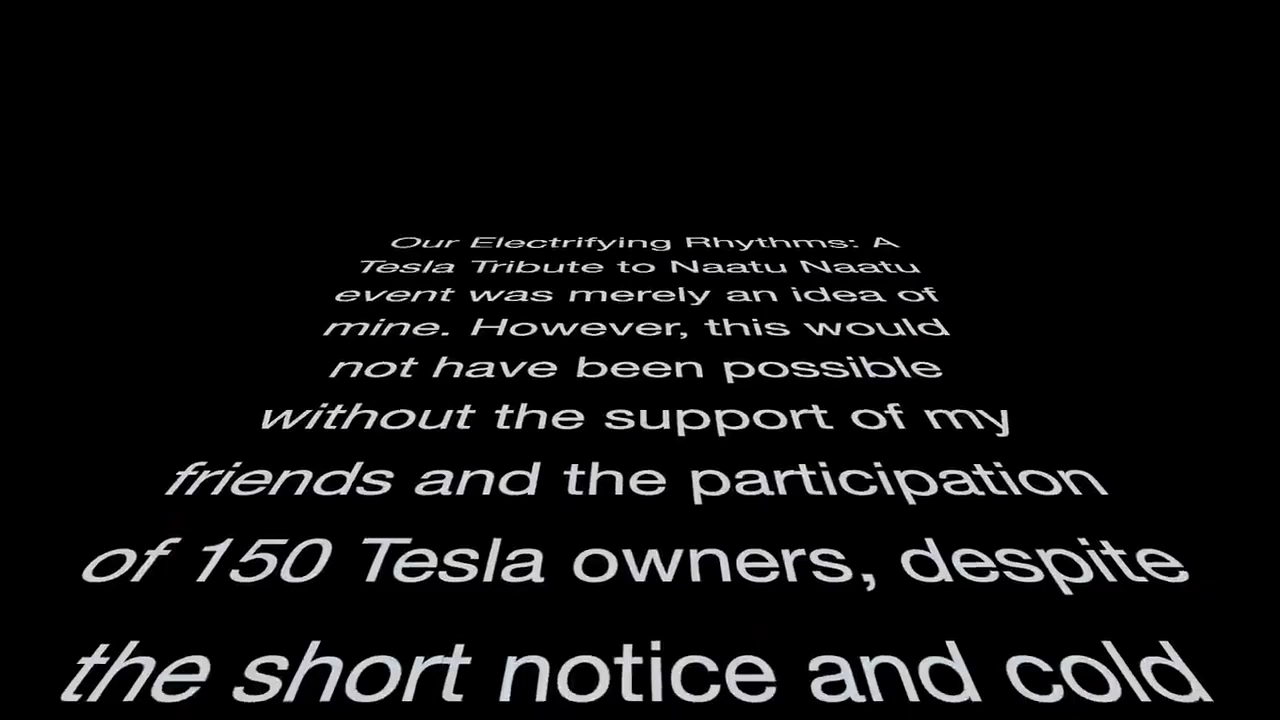 Our Electrifying Rhythms: A
Tesla Tribute to Naatu Naatu
event was merely an idea of
mine. However, this would
not have been possible
without the support of my
friends and the participation
of 150 Tesla owners, despite
the short notice and cold